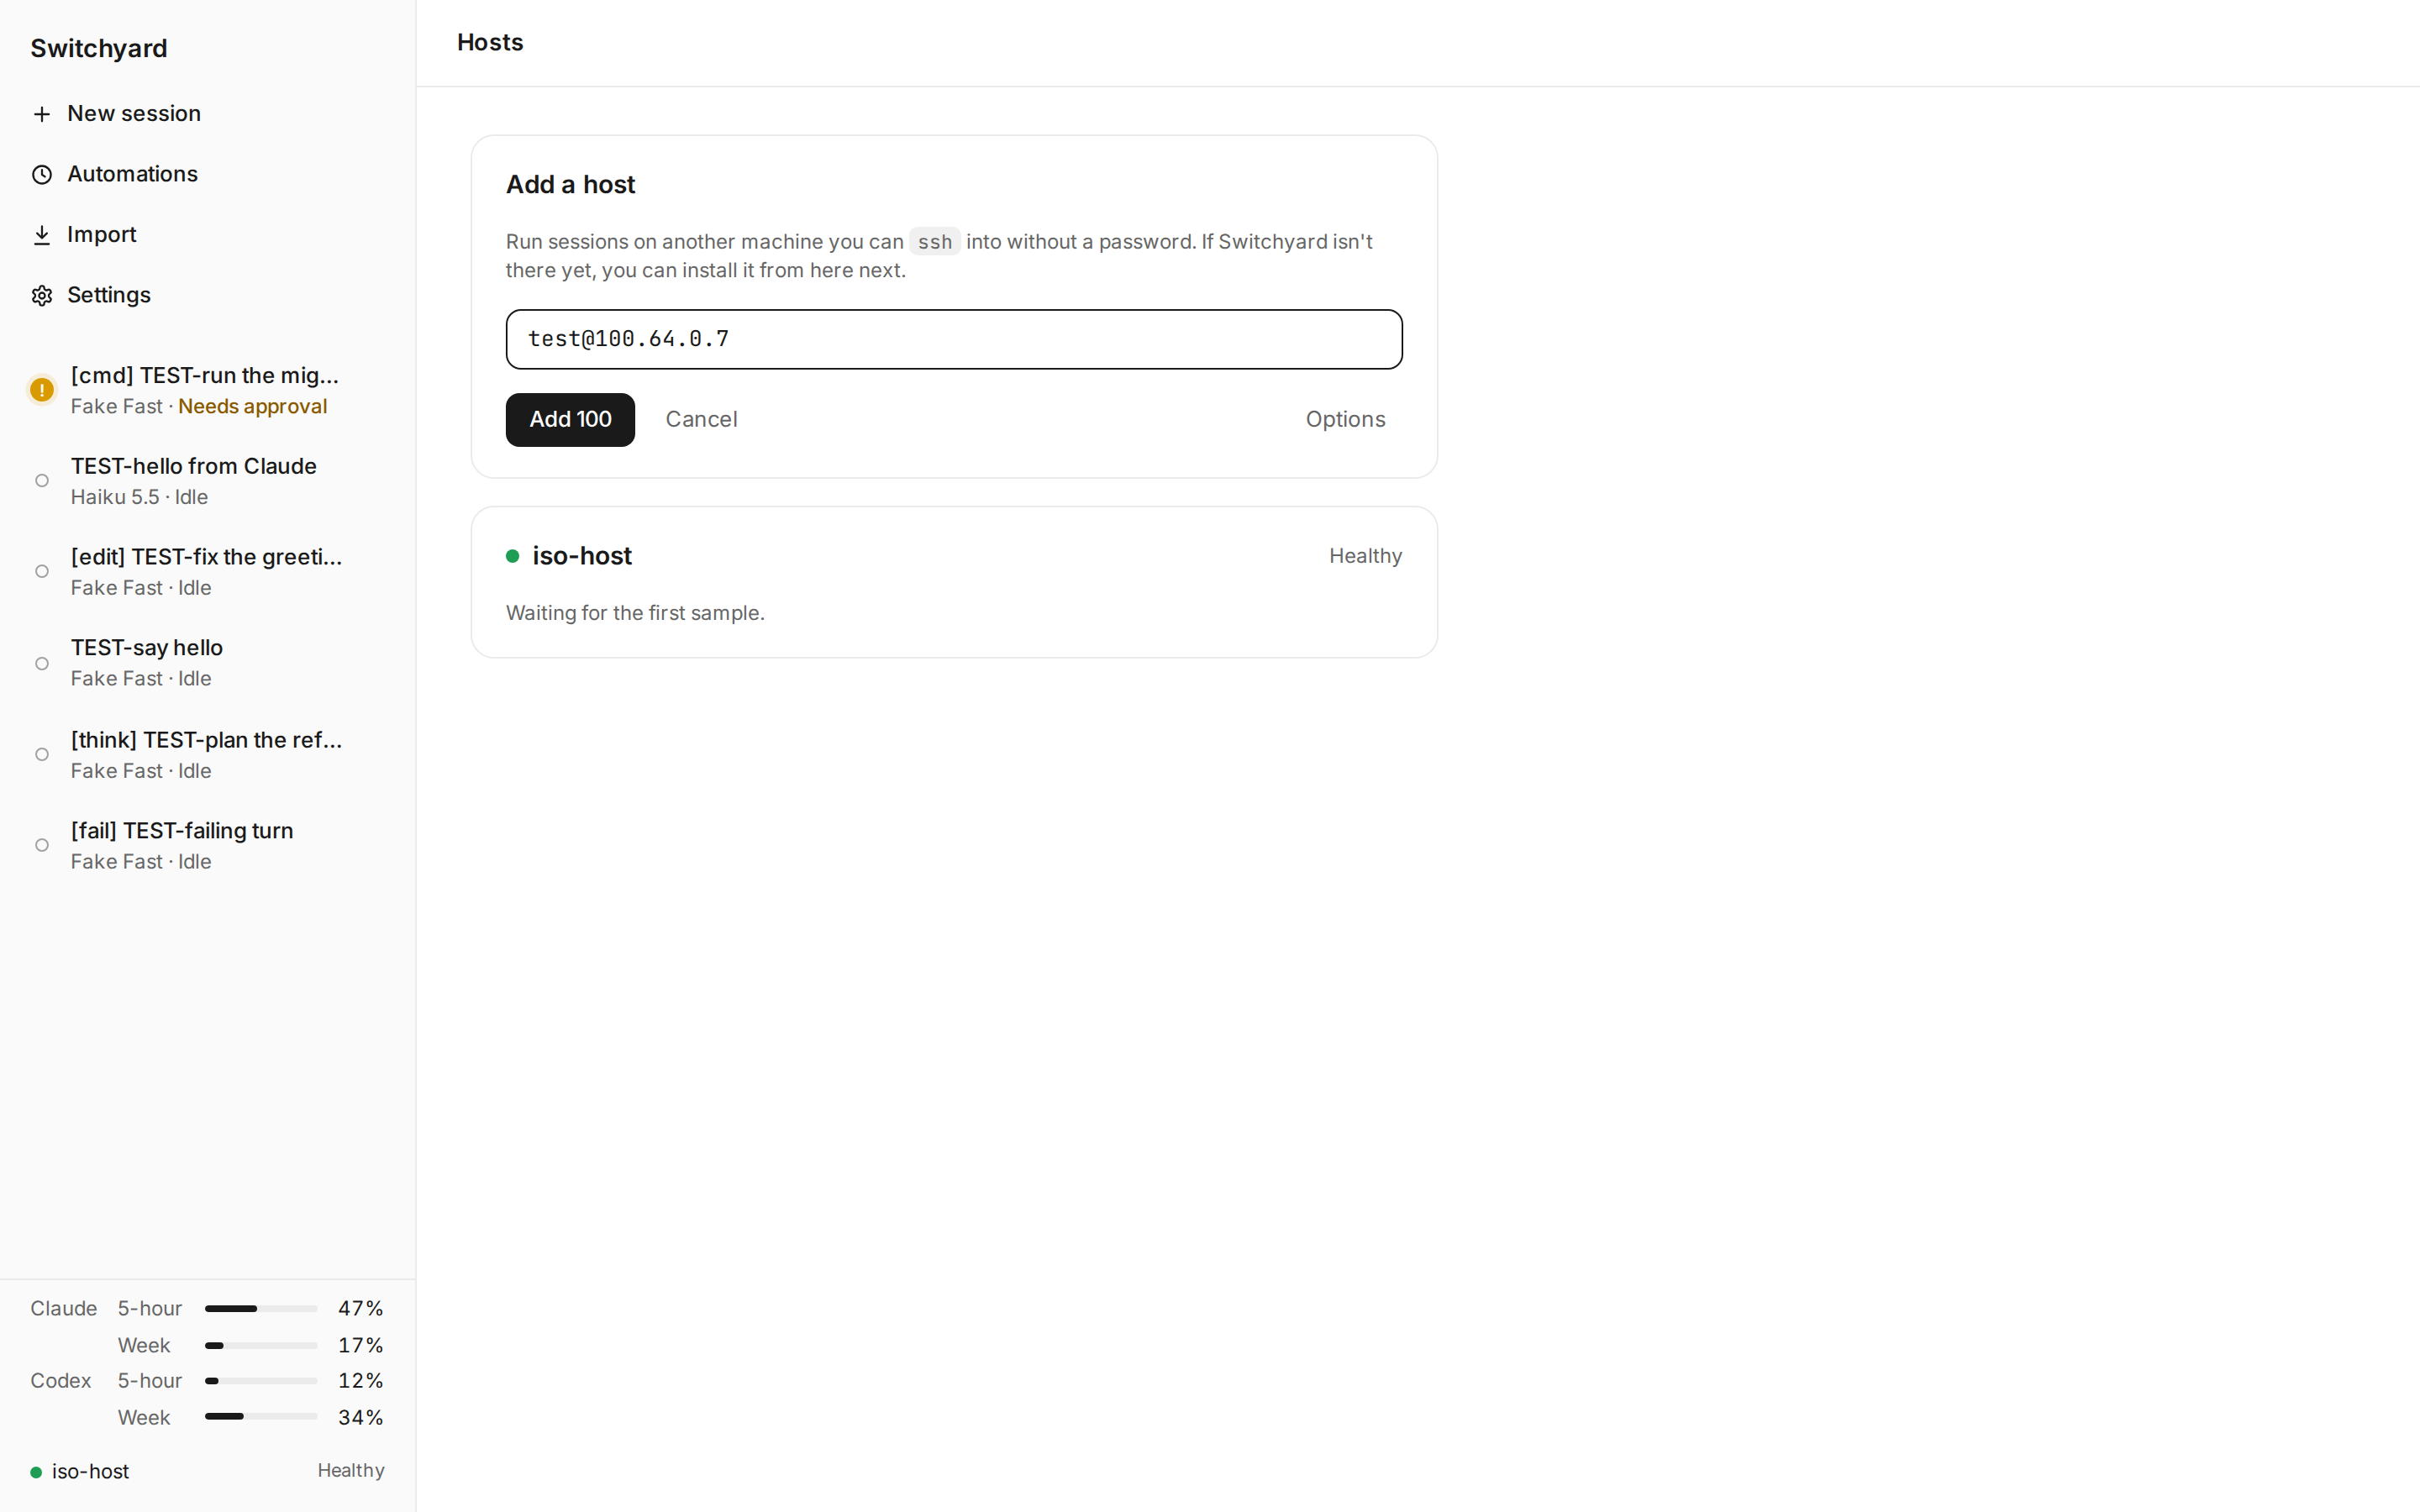 Switchyard
New session
Automations
Import
Settings
[cmd] TEST-run the mig...
Fake Fast · Needs approval
TEST-hello from Claude
Haiku 5.5 · Idle
[edit] TEST-fix the greeti...
Fake Fast · Idle
TEST-say hello
Fake Fast · Idle
[think] TEST-plan the ref...
Fake Fast · Idle
[fail] TEST-failing turn
Fake Fast · Idle
Claude 5-hour 47%
Week 17%
Codex 5-hour 12%
Week 34%
iso-host Healthy
Hosts
Add a host
Run sessions on another machine you can ssh into without a password. If Switchyard isn't
there yet, you can install it from here next.
test@100.64.0.7
Add 100 Cancel Options
iso-host Healthy
Waiting for the first sample.